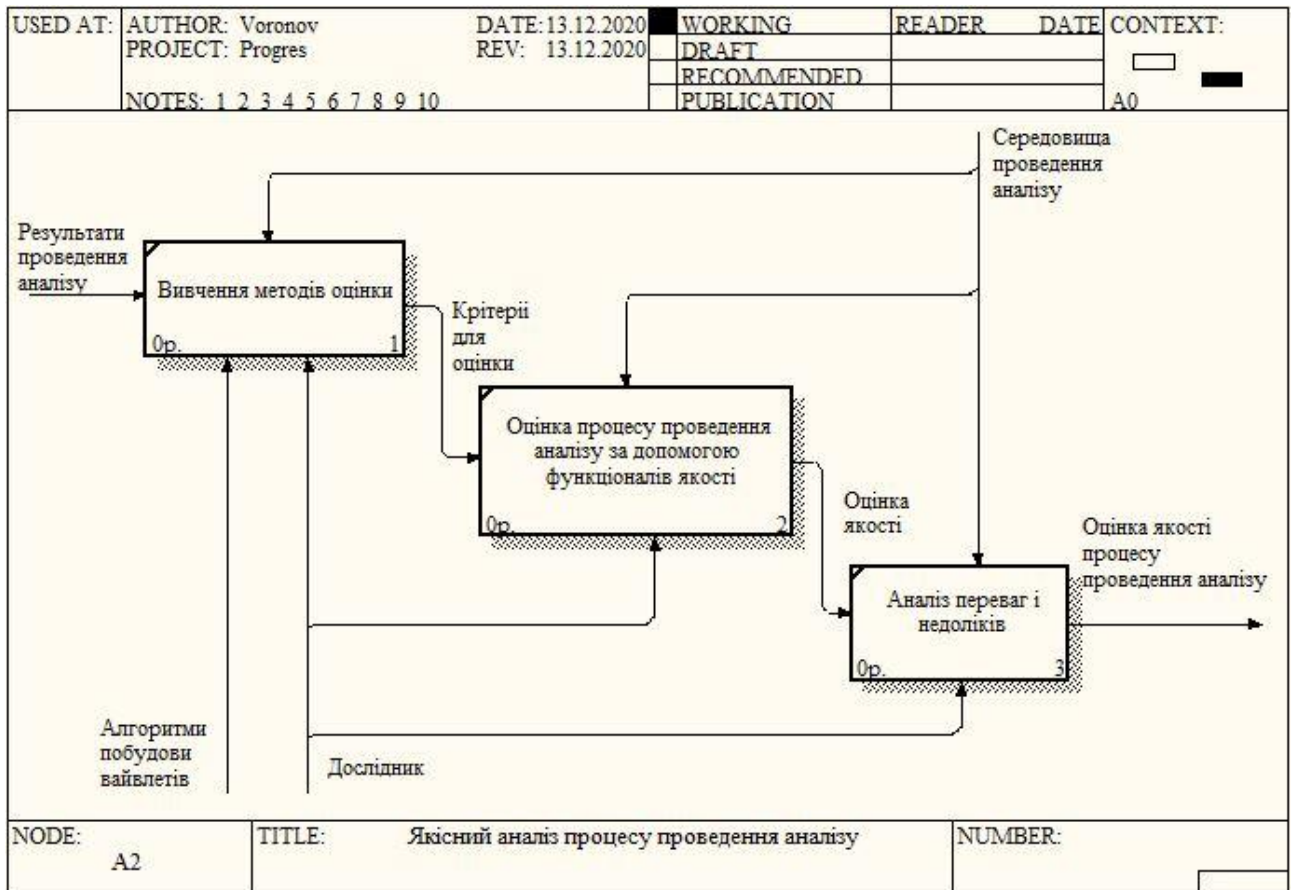 USED AT:
AUTHOR: Voronov
DATE: 13.12.2020
PROJECT: Progres
REV: 13.12.2020
NOTES: 1 2 3 4 5 6 7 8 9 10
WORKING
DRAFT
RECOMMENDED
PUBLICATION
READER DATE
CONTEXT:
A0
Середовища
проведення
аналізу
Результати
проведення
аналізу
Вивчення методів оцінки
0р. 1
Крітеріі
для
оцінки
Оцінка процесу проведення
аналізу за допомогою
функціоналів якості
0р. 2
Оцінка
якості
Аналіз переваг і
недоліків
0р. 3
Оцінка якості
процесу
проведення аналізу
Алгоритми
побудови
вайвлетів
Дослідник
NODE:
A2
TITLE: Якісний аналіз процесу проведення аналізу
NUMBER: